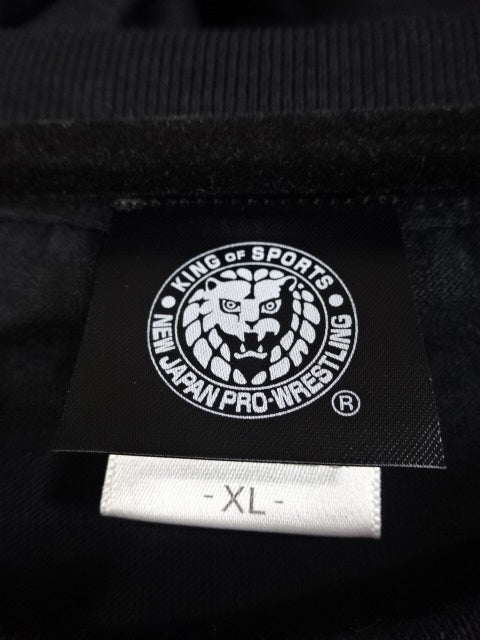 KING OF SPORTS
NEW JAPAN PRO-WRESTLING
®
- XL -